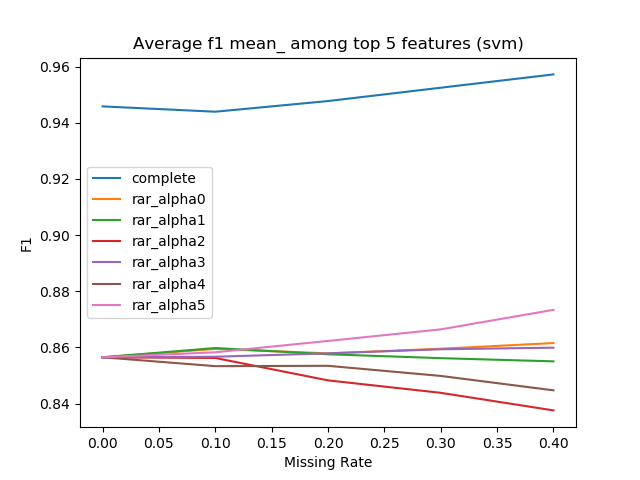 Average f1 mean_ among top 5 features (svm)
0.96
0.94
0.92
0.90
0.88
0.86
0.84
F1
complete
rar_alpha0
rar_alpha1
rar_alpha2
rar_alpha3
rar_alpha4
rar_alpha5
0.00 0.05 0.10 0.15 0.20 0.25 0.30 0.35 0.40
Missing Rate